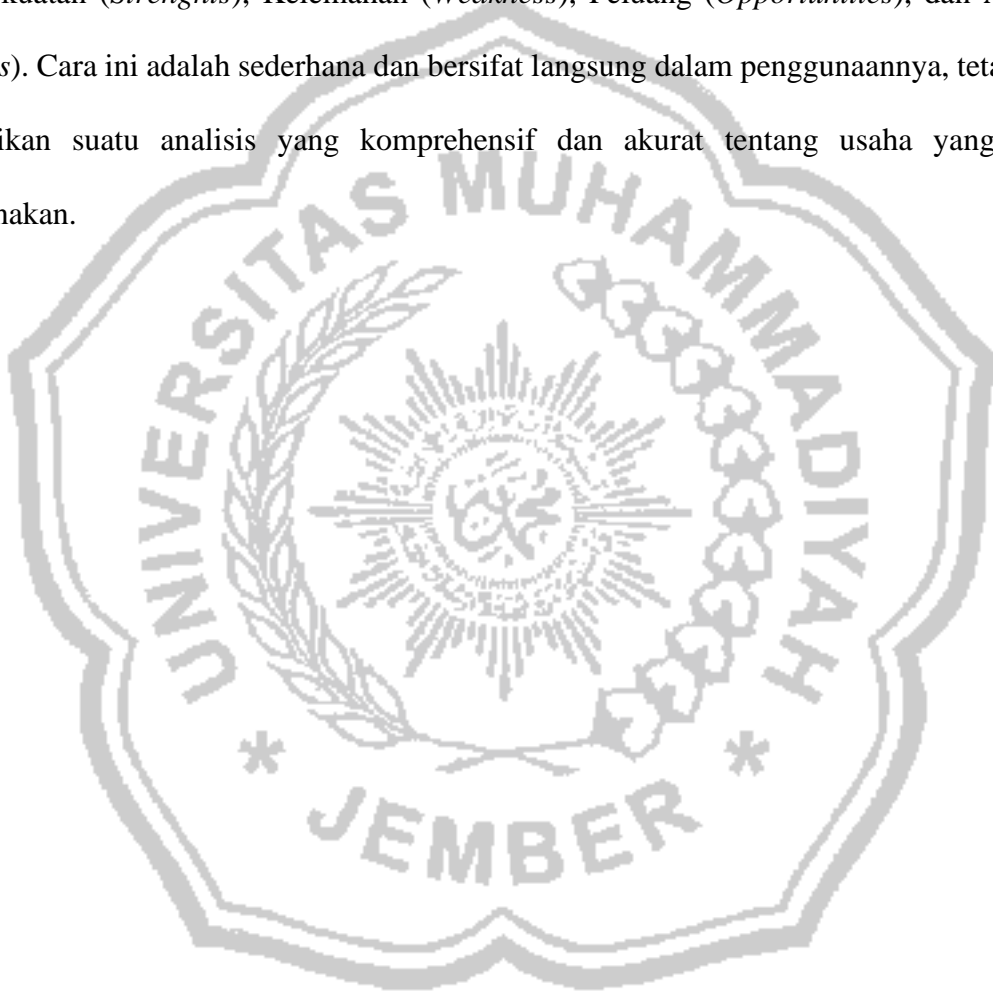 kuatan (Strengths), Kelemahan (Weakness), Peluang (Opportunities), dan
s). Cara ini adalah sederhana dan bersifat langsung dalam penggunaannya, teta
ikan suatu analisis yang komprehensif dan akurat tentang usaha yang
nakan.
UNIVERSITAS MUHAMMADIYAH
* JEMBER *